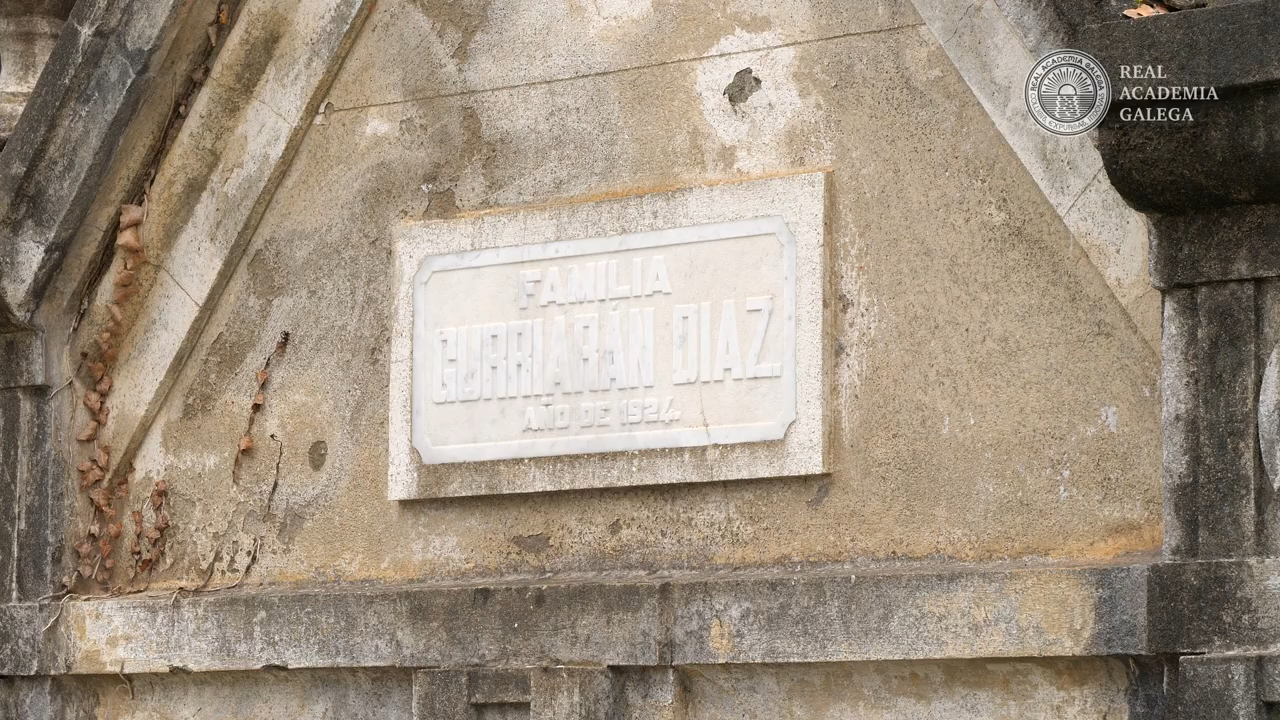 FAMILIA
GURRIARÁN DIAZ
AÑO DE 1924.
REAL
ACADEMIA
GALEGA